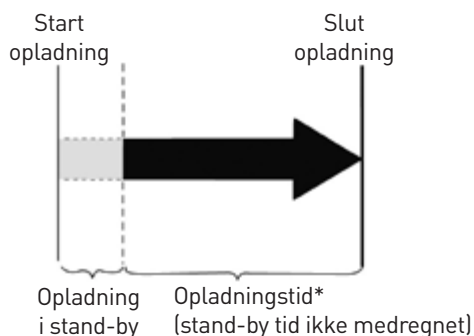 Start
opladning
Slut
opladning
Opladning
i stand-by
Opladningstid*
(stand-by tid ikke medregnet)